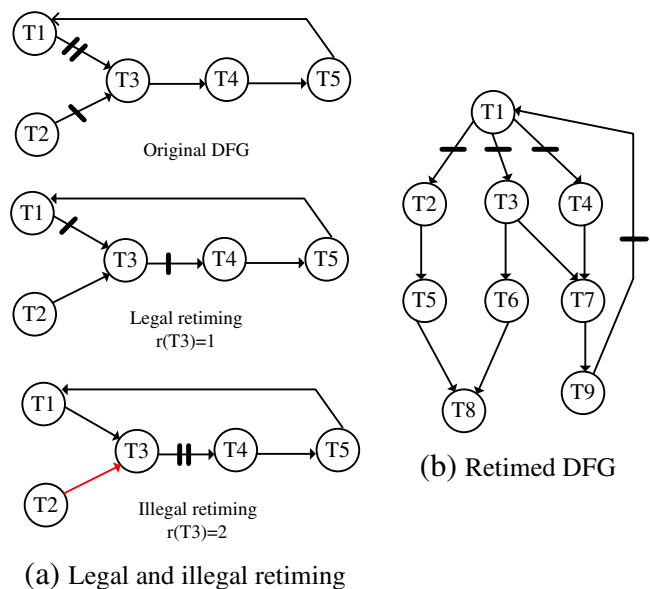 T1
T3
T4
T5
T2
Original DFG
T1
T3
T4
T5
T2
Legal retiming
r(T3)=1
T1
T3
T4
T5
T2
Illegal retiming
r(T3)=2
(a) Legal and illegal retiming
T1
T2
T3
T4
T5
T6
T7
T8
T9
(b) Retimed DFG